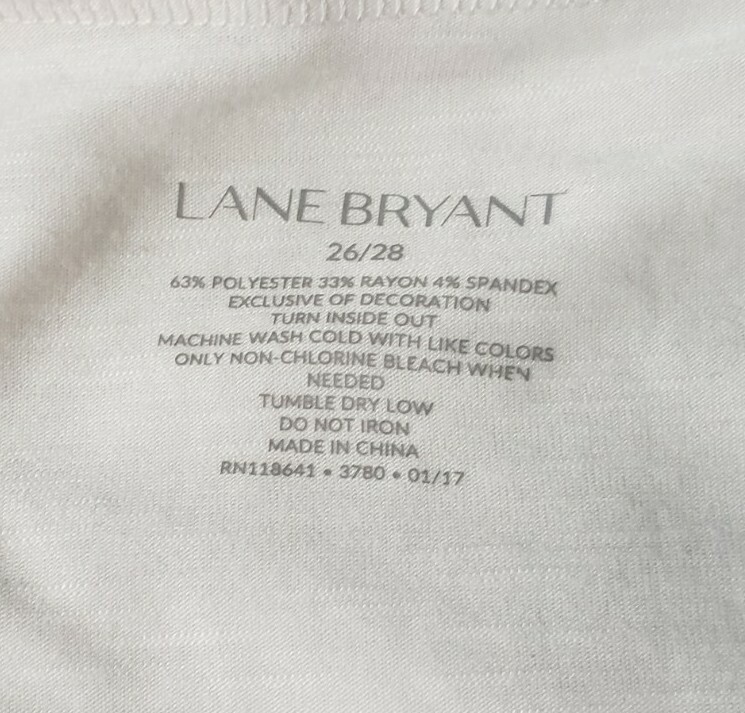 LANE BRYANT
26/28
63% POLYESTER 33% RAYON 4% SPANDEX
EXCLUSIVE OF DECORATION
TURN INSIDE OUT
MACHINE WASH COLD WITH LIKE COLORS
ONLY NON-CHLORINE BLEACH WHEN
NEEDED
TUMBLE DRY LOW
DO NOT IRON
MADE IN CHINA
RN118641 • 3780 • 01/17